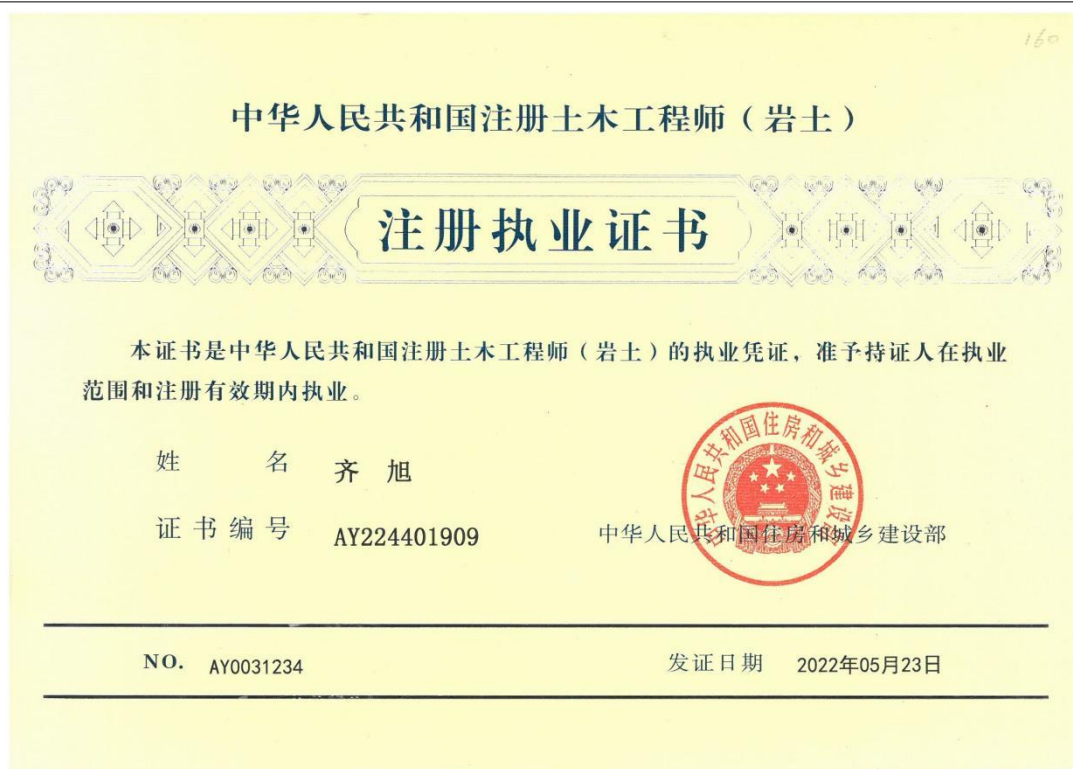 160
中华人民共和国注册土木工程师（岩土）
注册执业证书
本证书是中华人民共和国注册土木工程师（岩土）的执业凭证，准予持证人在执业
范围和注册有效期内执业。
姓 名 齐 旭
中华人民共和国住房和城乡建设部
证书编号 AY224401909 中华人民共和国住房和城乡建设部
NO. AY0031234 发证日期 2022年05月23日